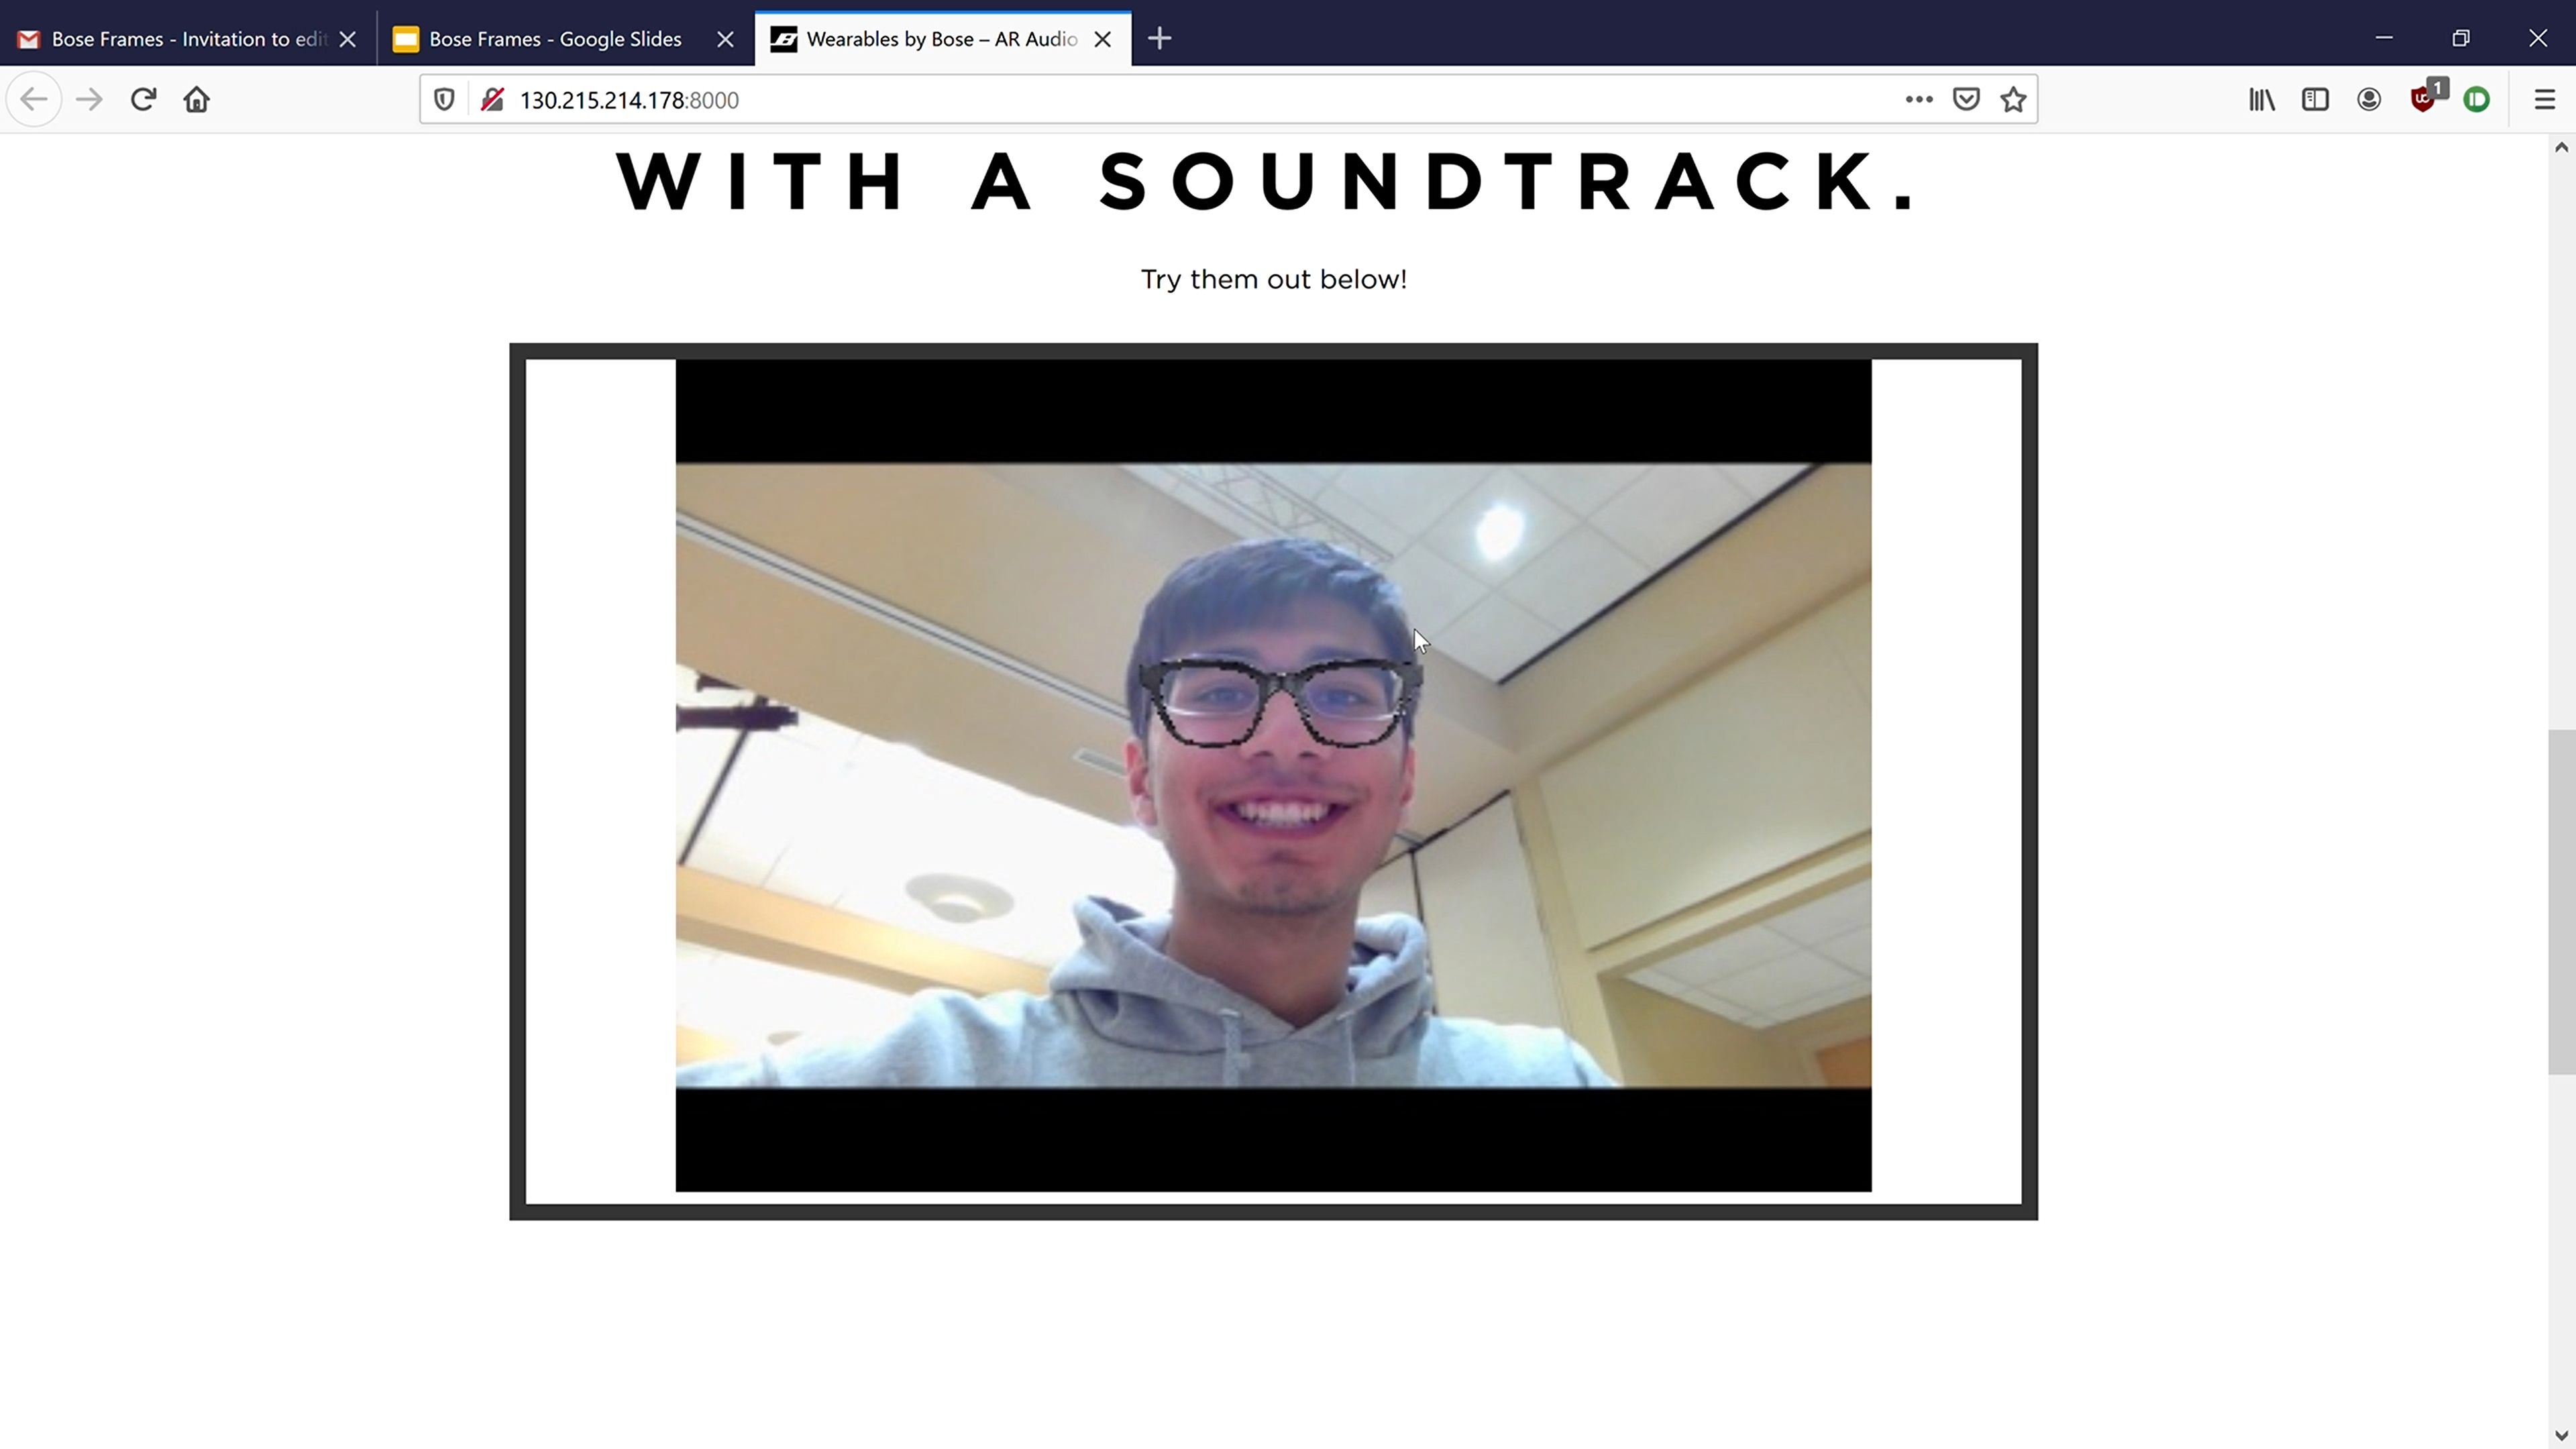 Bose Frames - Invitation to edit
Bose Frames - Google Slides
Wearables by Bose – AR Audio
130.215.214.178:8000
1
WITH A SOUNDTRACK.
Try them out below!